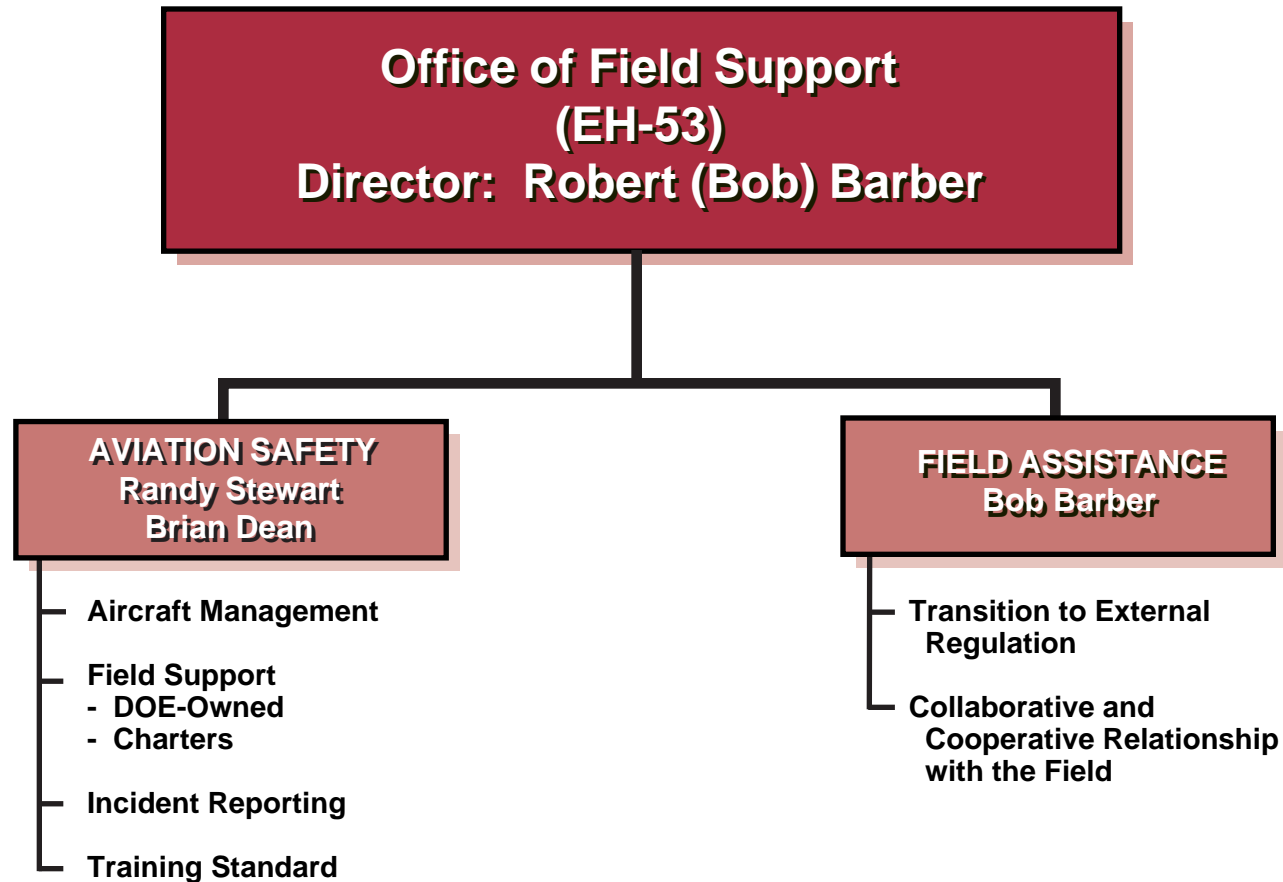 Office of Field Support
(EH-53)
Director:  Robert (Bob) Barber
AVIATION SAFETY
Randy Stewart
Brian Dean
Aircraft Management
Field Support
-  DOE-Owned
-  Charters
Incident Reporting
Training Standard
FIELD ASSISTANCE
Bob Barber
Transition to External
Regulation
Collaborative and
Cooperative Relationship
with the Field